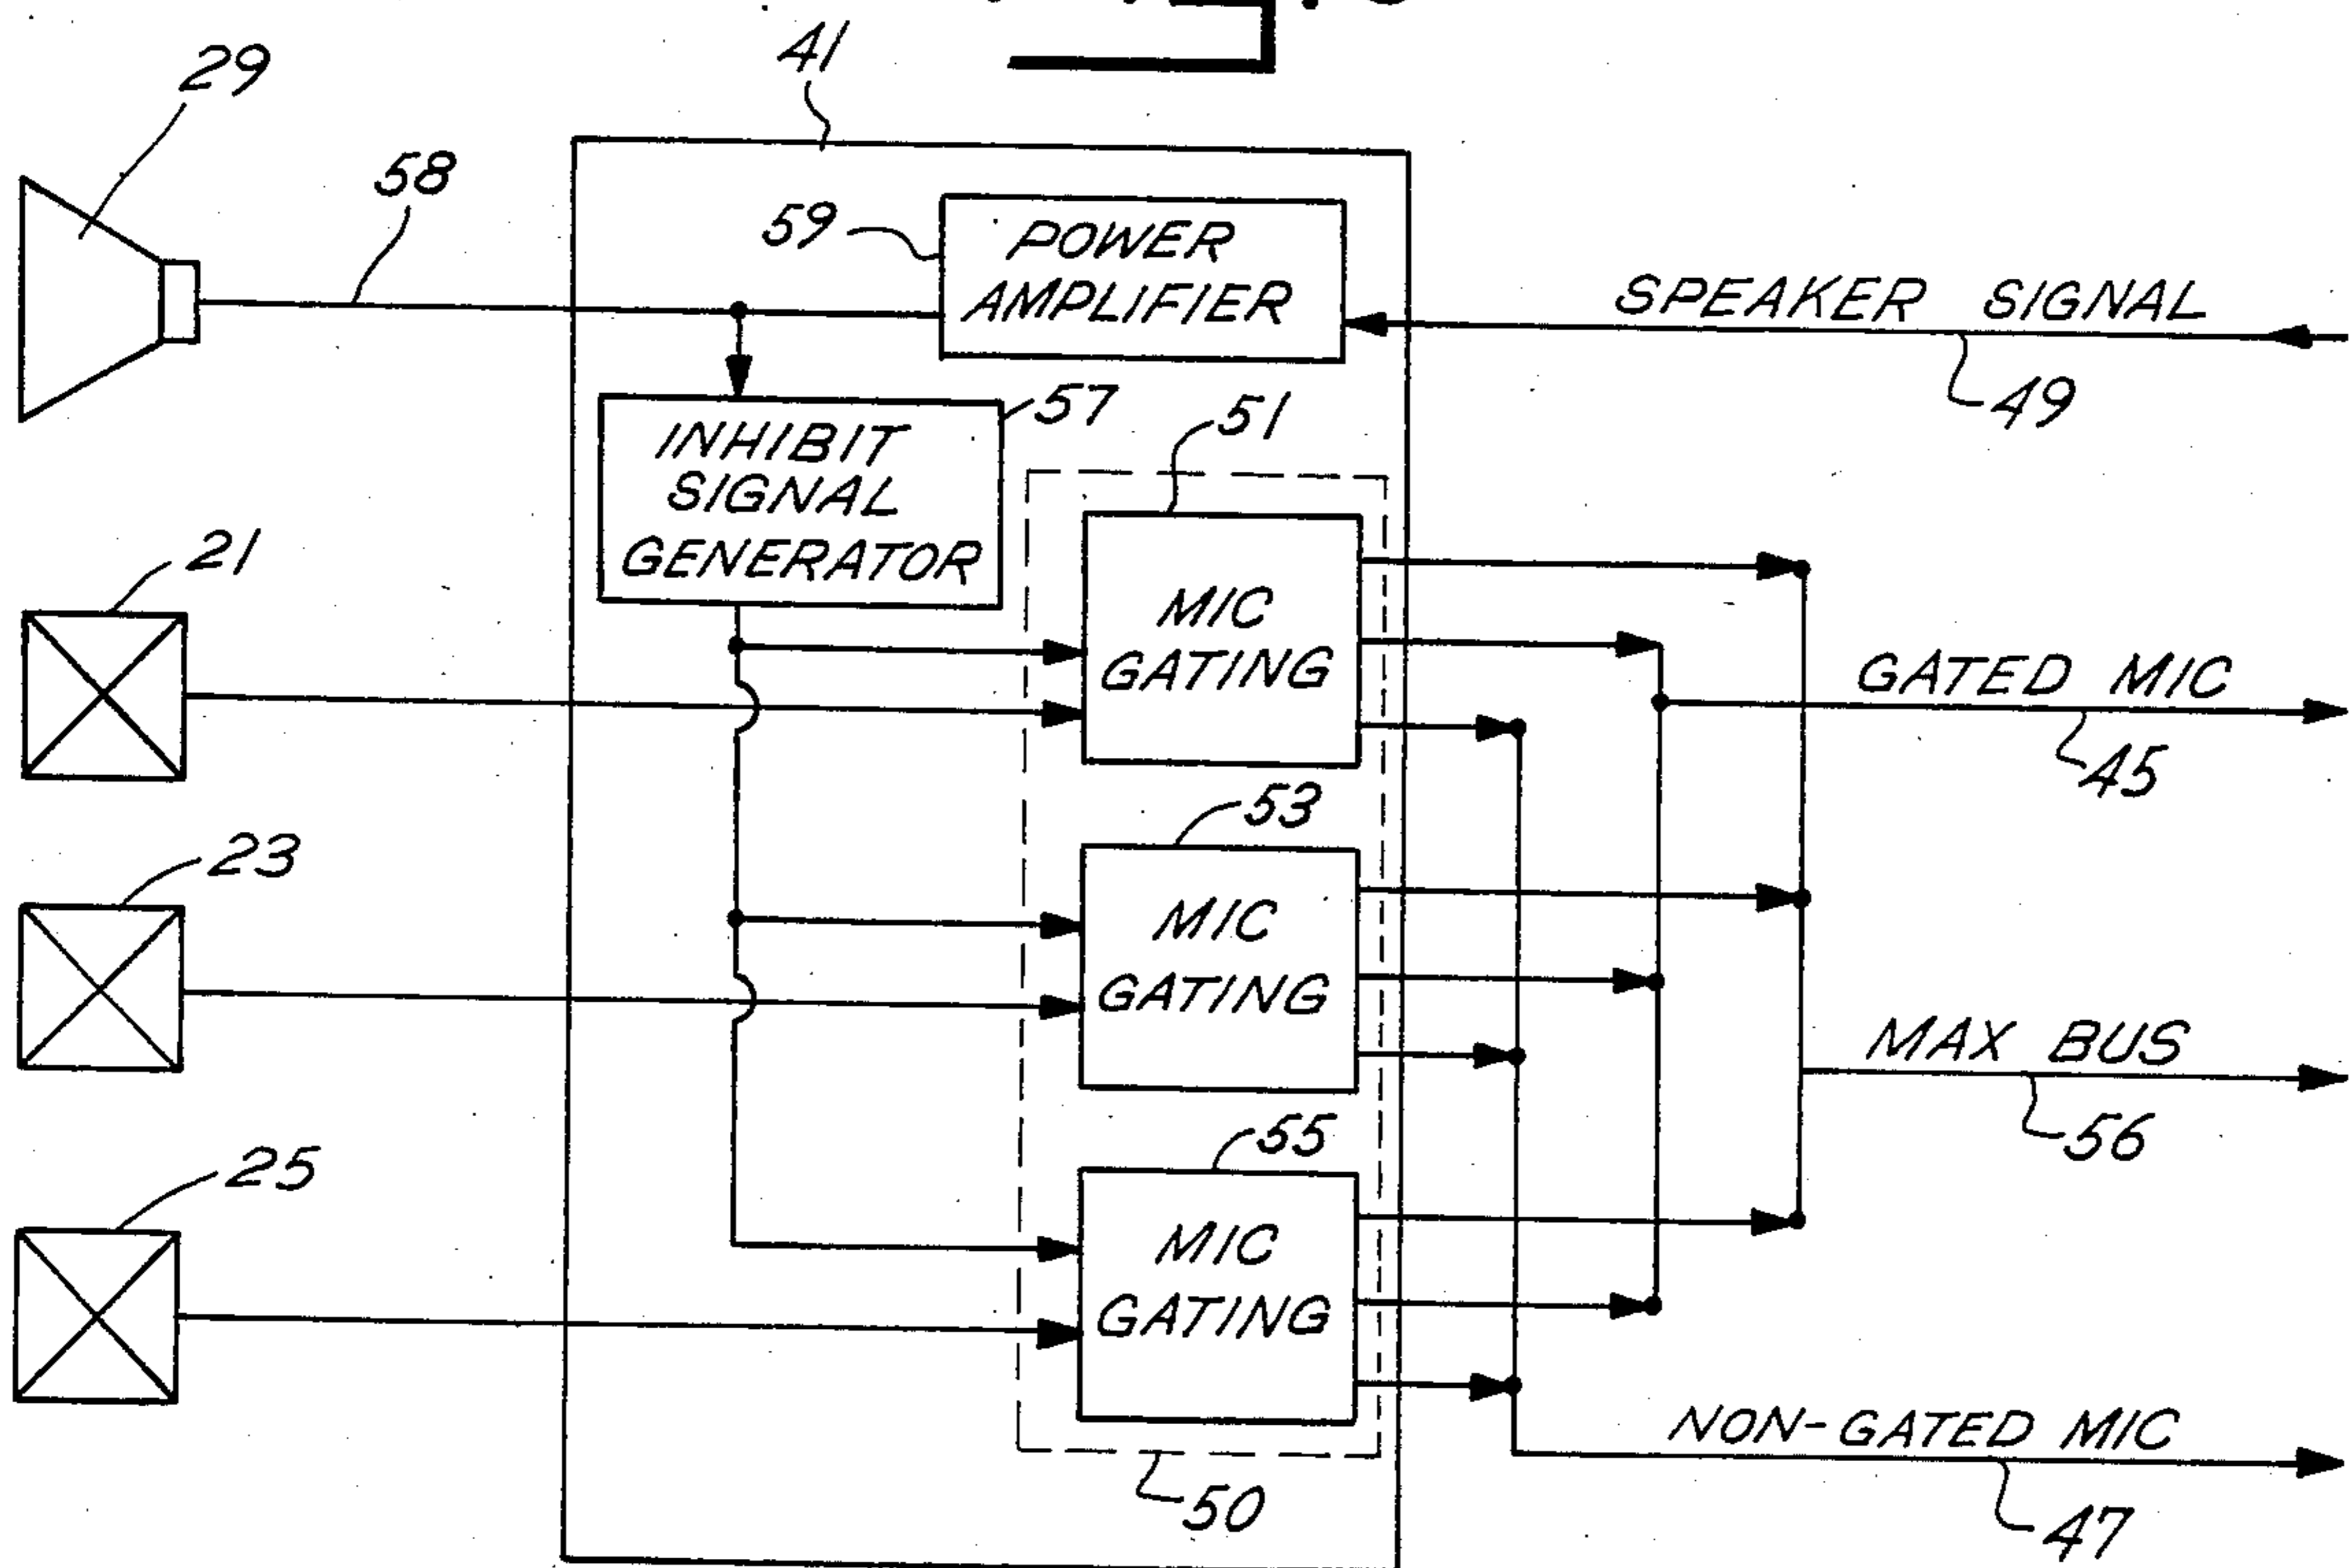 41
29
58
59
POWER
AMPLIFIER
SPEAKER SIGNAL
49
57
INHIBIT
SIGNAL
GENERATOR
51
21
MIC
GATING
GATED MIC
45
53
23
MIC
GATING
MAX BUS
56
55
25
MIC
GATING
NON-GATED MIC
50
47